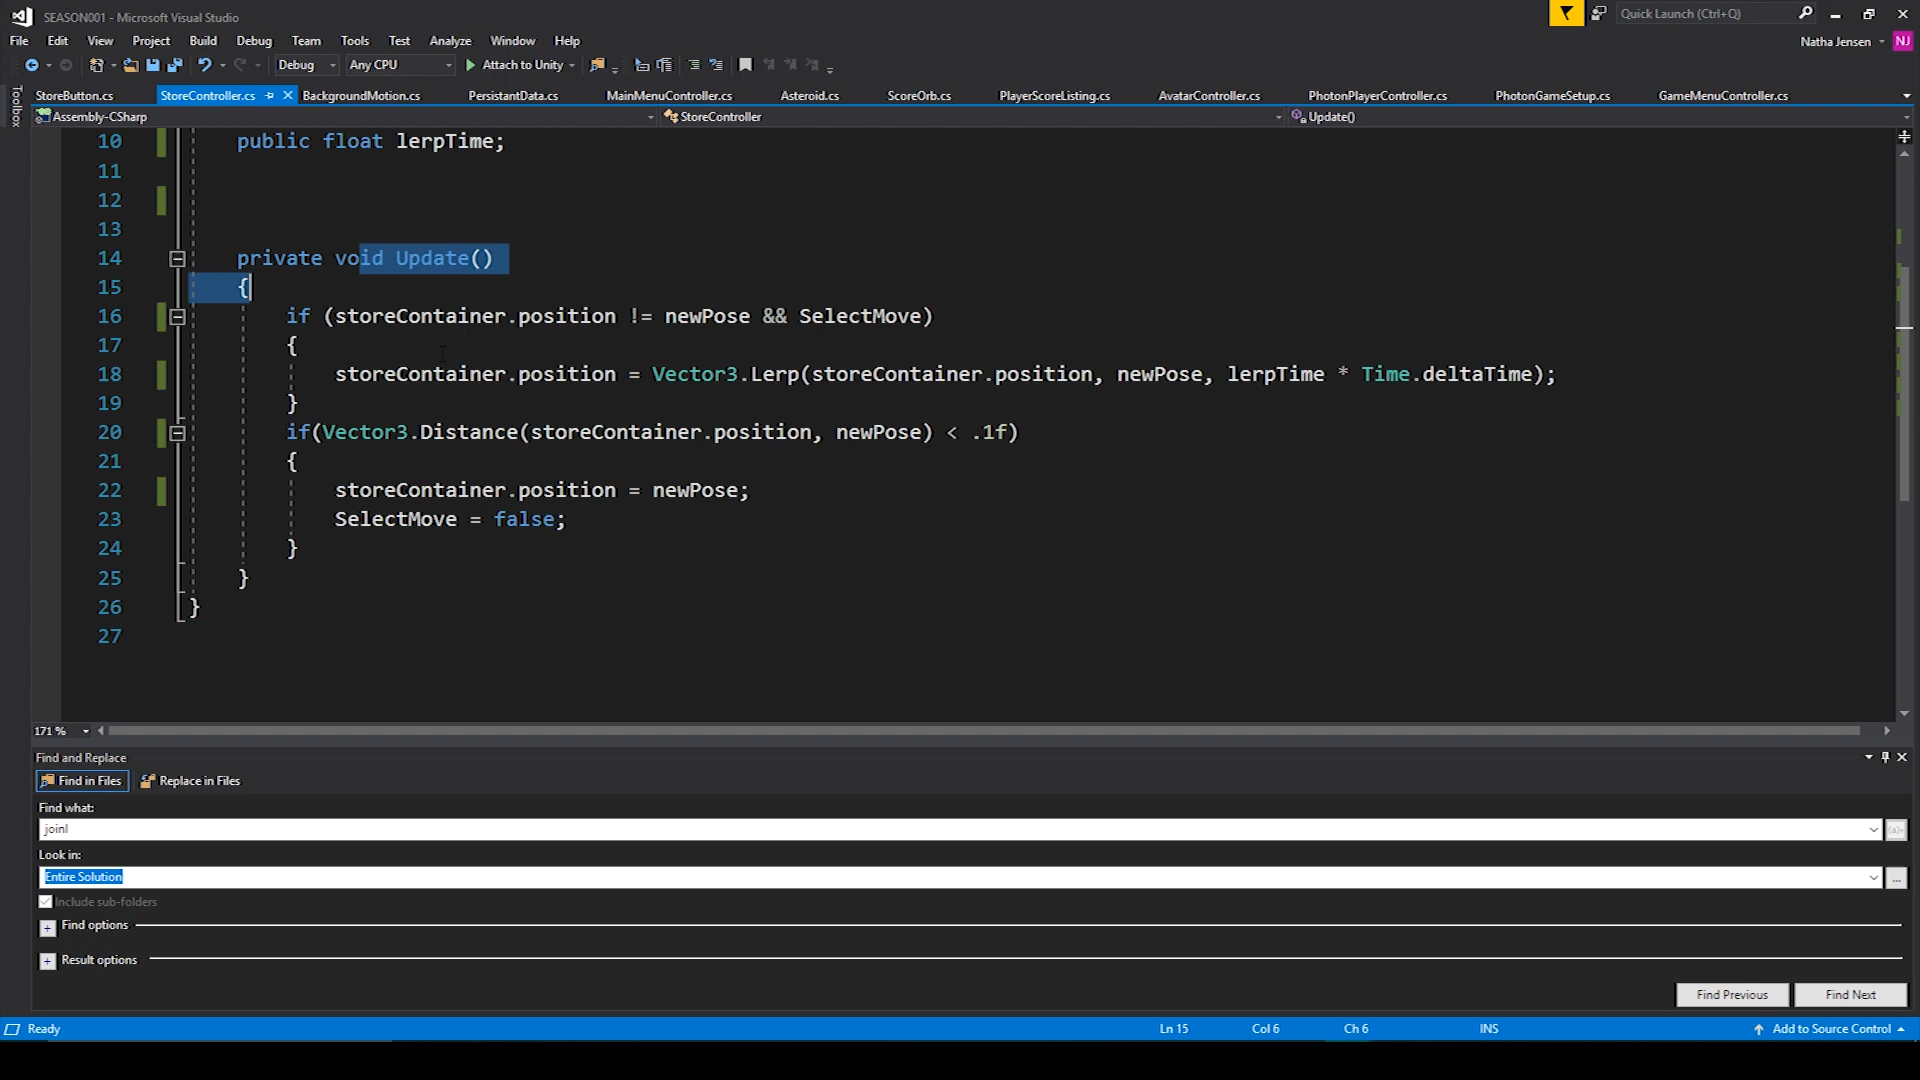 SEASON001 - Microsoft Visual Studio
Quick Launch (Ctrl+Q)
File Edit View Project Build Debug Team Tools Test Analyze Window Help
Natha Jensen NJ
Debug Any CPU Attach to Unity
Toolbox
StoreButton.cs StoreController.cs BackgroundMotion.cs PersistantData.cs MainMenuController.cs Asteroid.cs ScoreOrb.cs PlayerScoreListing.cs AvatarController.cs PhotonPlayerController.cs PhotonGameSetup.cs GameMenuController.cs
Assembly-CSharp StoreController Update()
10 public float lerpTime;
11
12
13
14 private void Update()
15 {
16 if (storeContainer.position != newPose && SelectMove)
17 {
18 storeContainer.position = Vector3.Lerp(storeContainer.position, newPose, lerpTime * Time.deltaTime);
19 }
20 if(Vector3.Distance(storeContainer.position, newPose) < .1f)
21 {
22 storeContainer.position = newPose;
23 SelectMove = false;
24 }
25 }
26 }
27
171 %
Find and Replace
Find in Files Replace in Files
Find what:
joinl
Look in:
Entire Solution
...
Include sub-folders
+ Find options
+ Result options
Find Previous Find Next
Ready Ln 15 Col 6 Ch 6 INS Add to Source Control